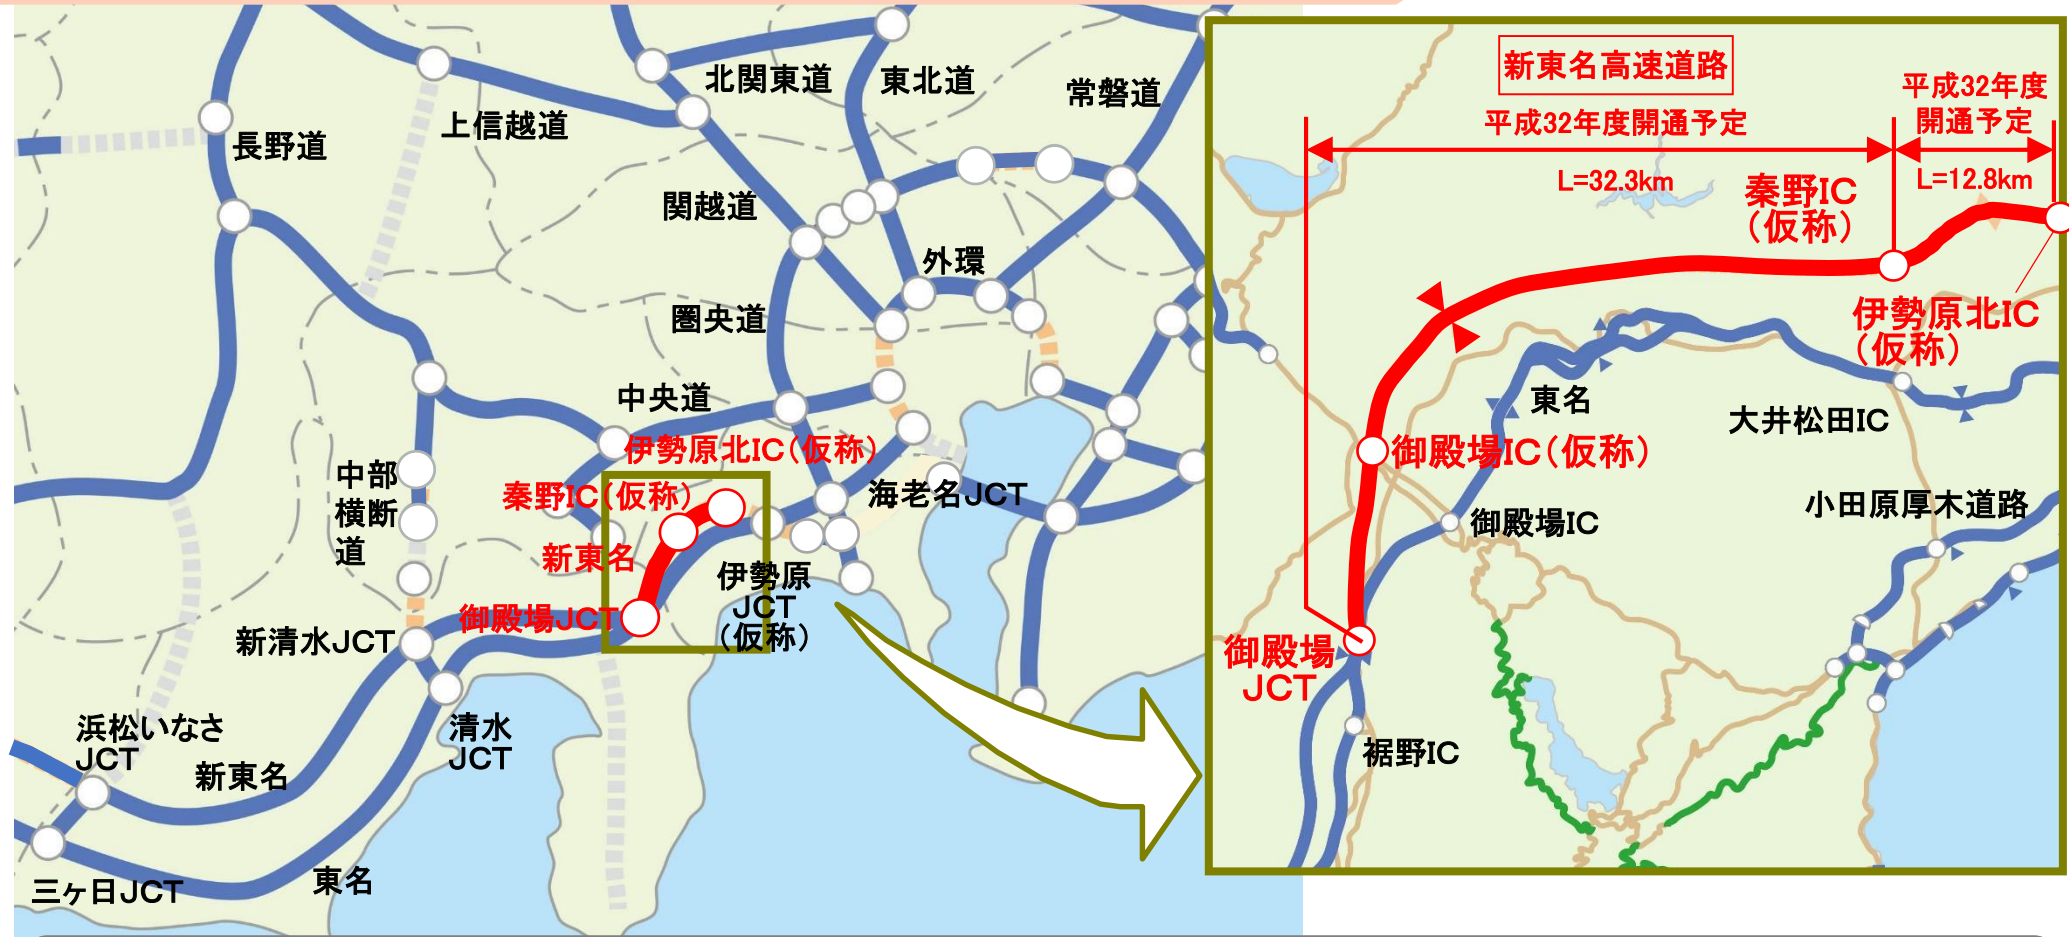 北関東道
東北道
常磐道
上信越道
長野道
関越道
外環
圏央道
中央道
伊勢原北IC(仮称)
秦野IC(仮称)
海老名JCT
中部
横断
道
新東名
伊勢原
JCT
(仮称)
御殿場JCT
新清水JCT
浜松いなさ
JCT
清水
JCT
新東名
三ヶ日JCT
東名
新東名高速道路
平成32年度開通予定
平成32年度
開通予定
L=32.3km
L=12.8km
秦野IC
(仮称)
伊勢原北IC
(仮称)
東名
大井松田IC
御殿場IC(仮称)
御殿場IC
小田原厚木道路
御殿場
JCT
裾野IC